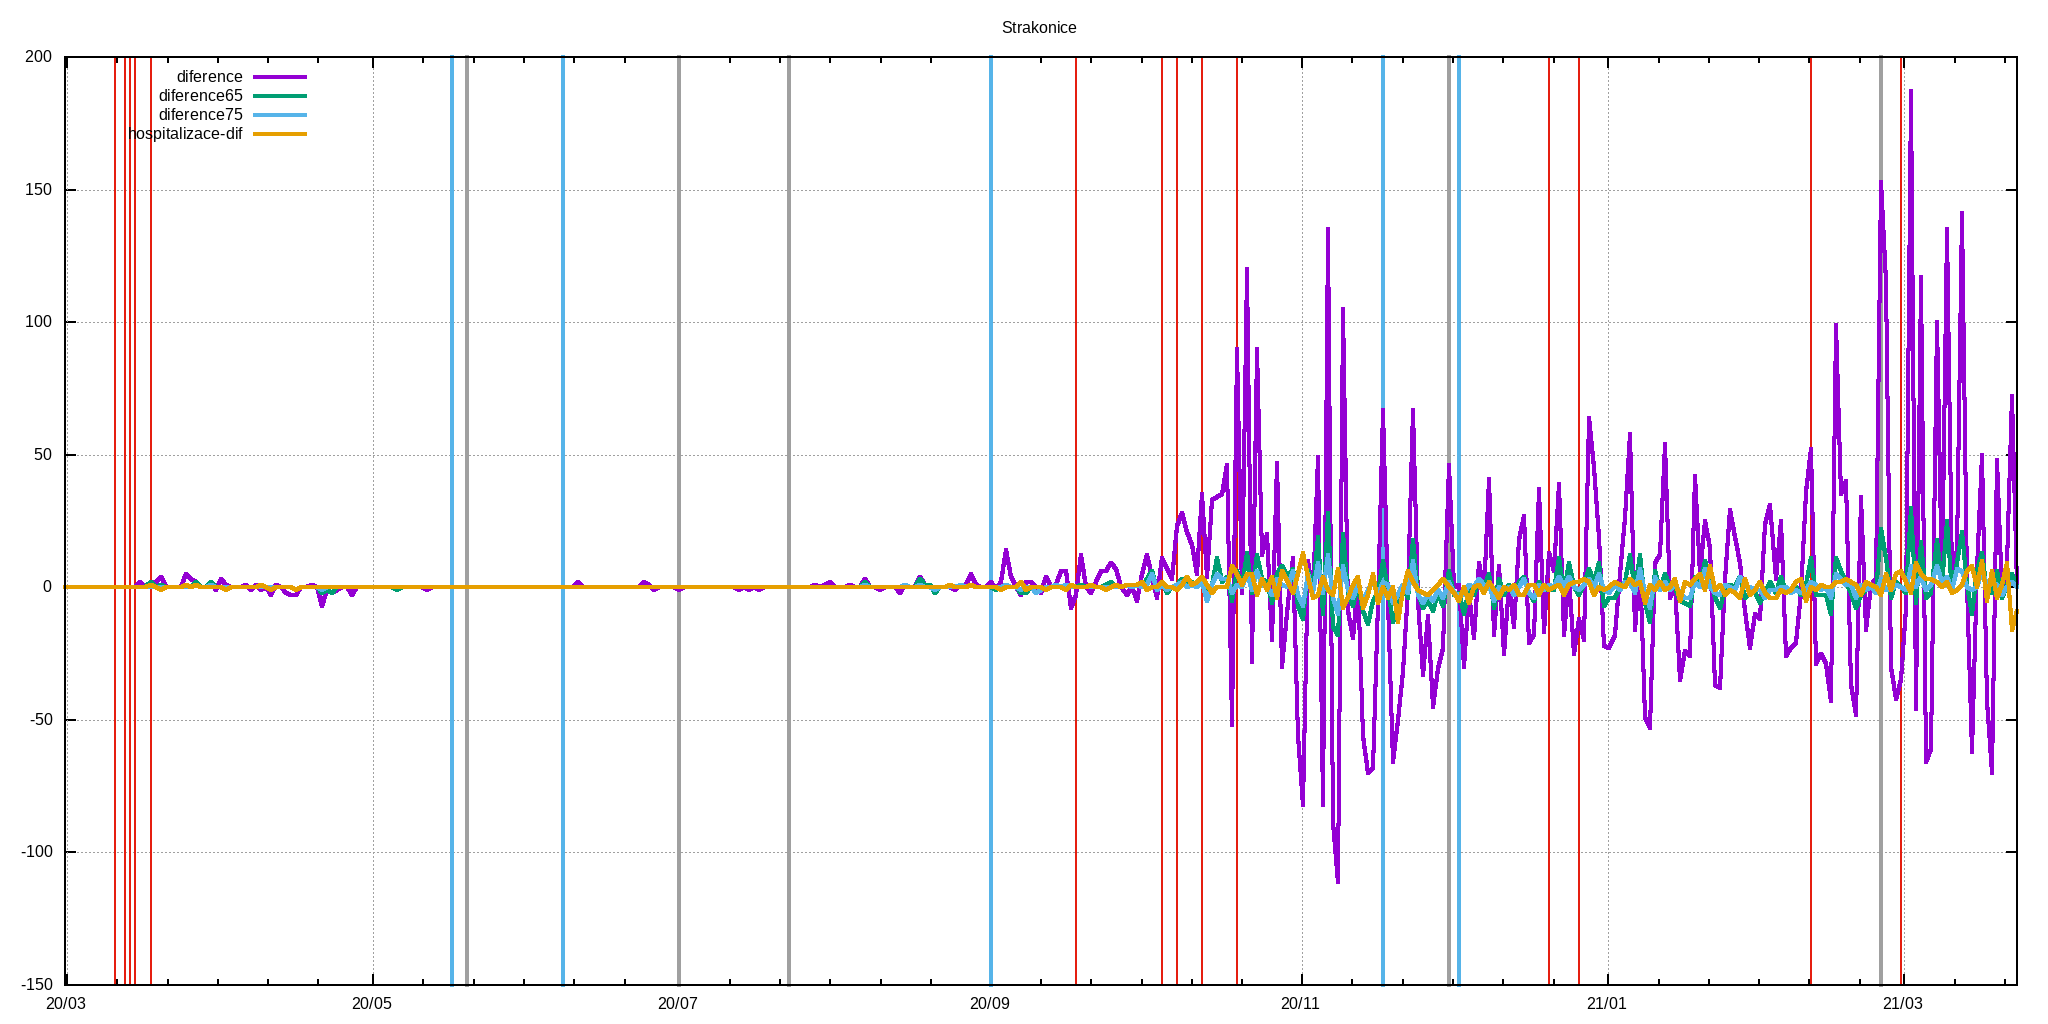 Strakonice
200
diference
diference65
diference75
hospitalizace-dif
150
100
50
0
-50
-100
-150
20/03 20/05 20/07 20/09 20/11 21/01 21/03